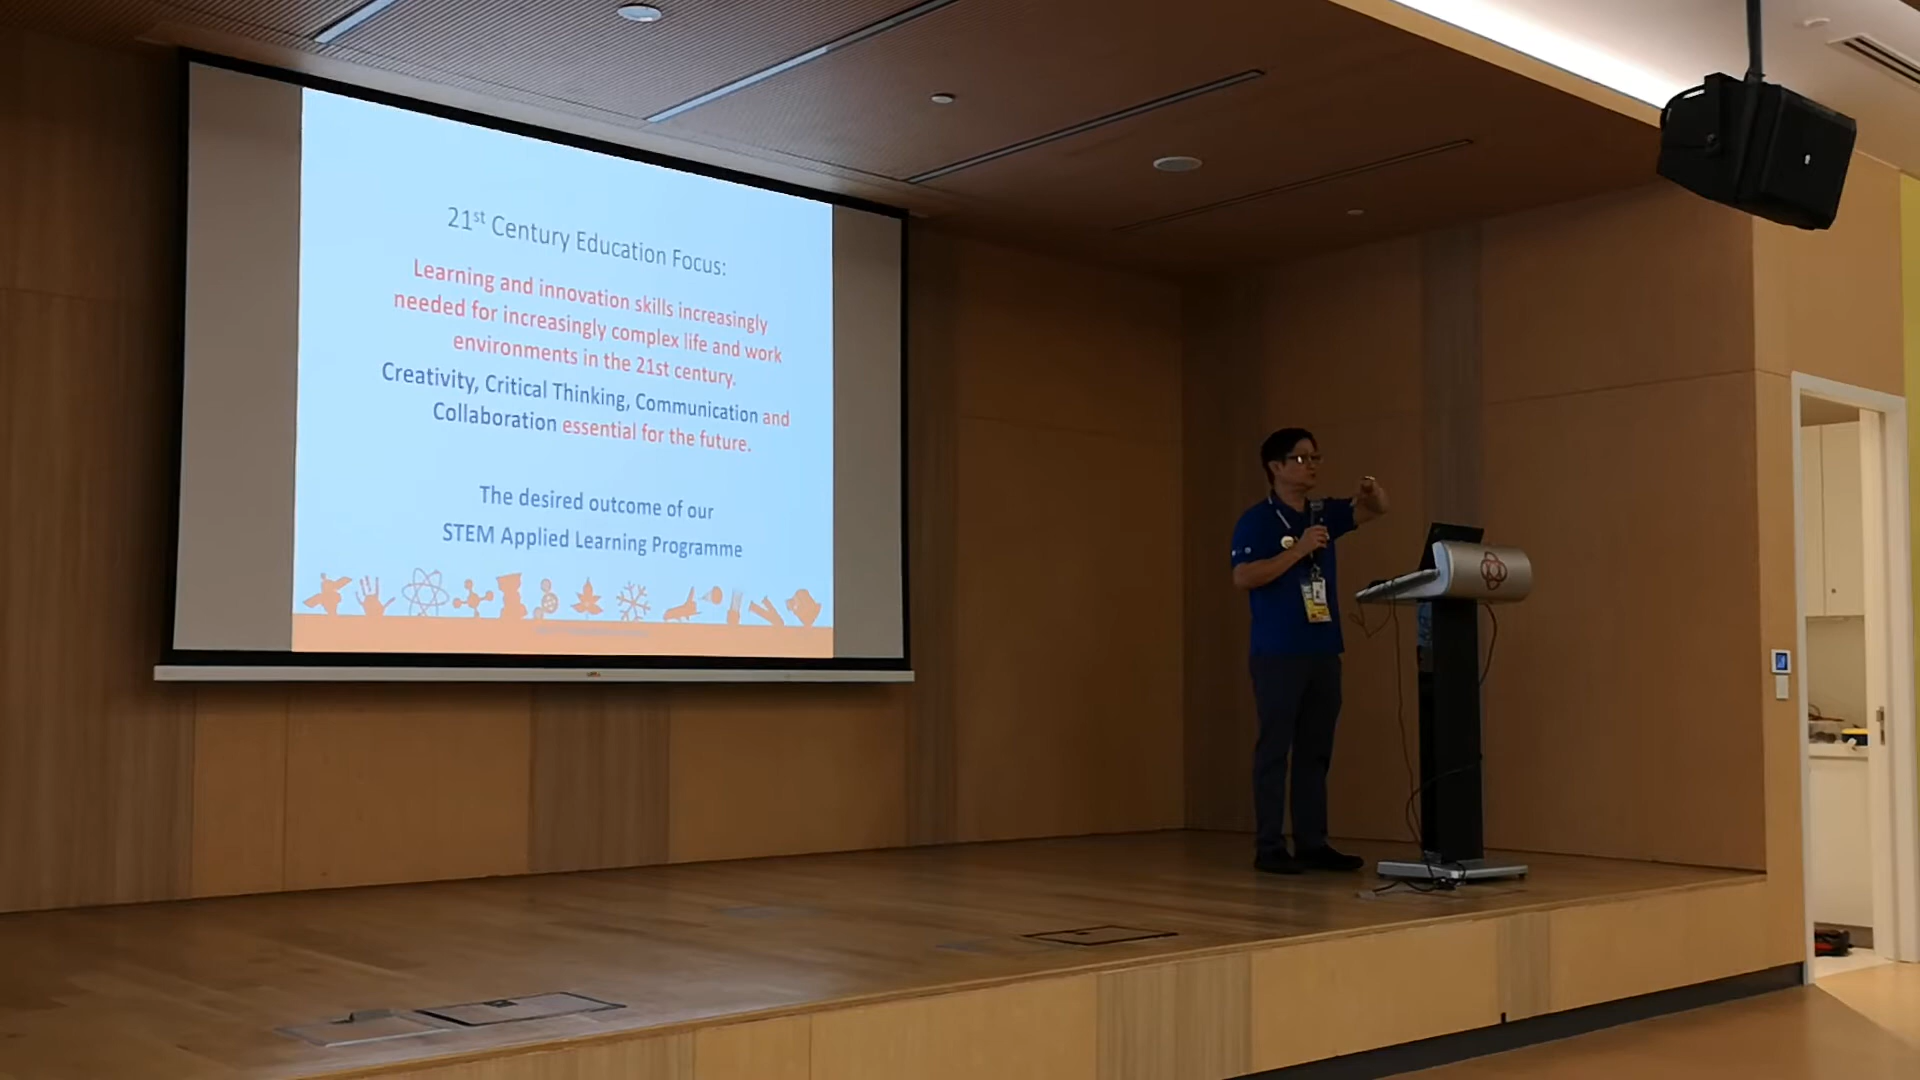 21st Century Education Focus:
Learning and innovation skills increasingly
needed for increasingly complex life and work
environments in the 21st century.
Creativity, Critical Thinking, Communication and
Collaboration essential for the future.
The desired outcome of our
STEM Applied Learning Programme